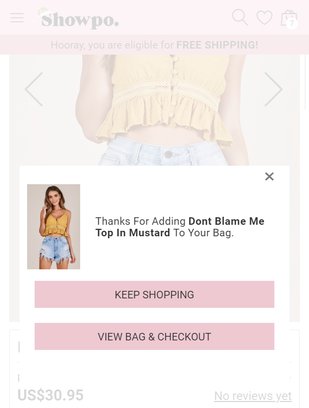 Showpo.
Hooray, you are eligible for FREE SHIPPING!
Thanks For Adding Dont Blame Me
Top In Mustard To Your Bag.
KEEP SHOPPING
VIEW BAG & CHECKOUT
US$30.95
No reviews yet